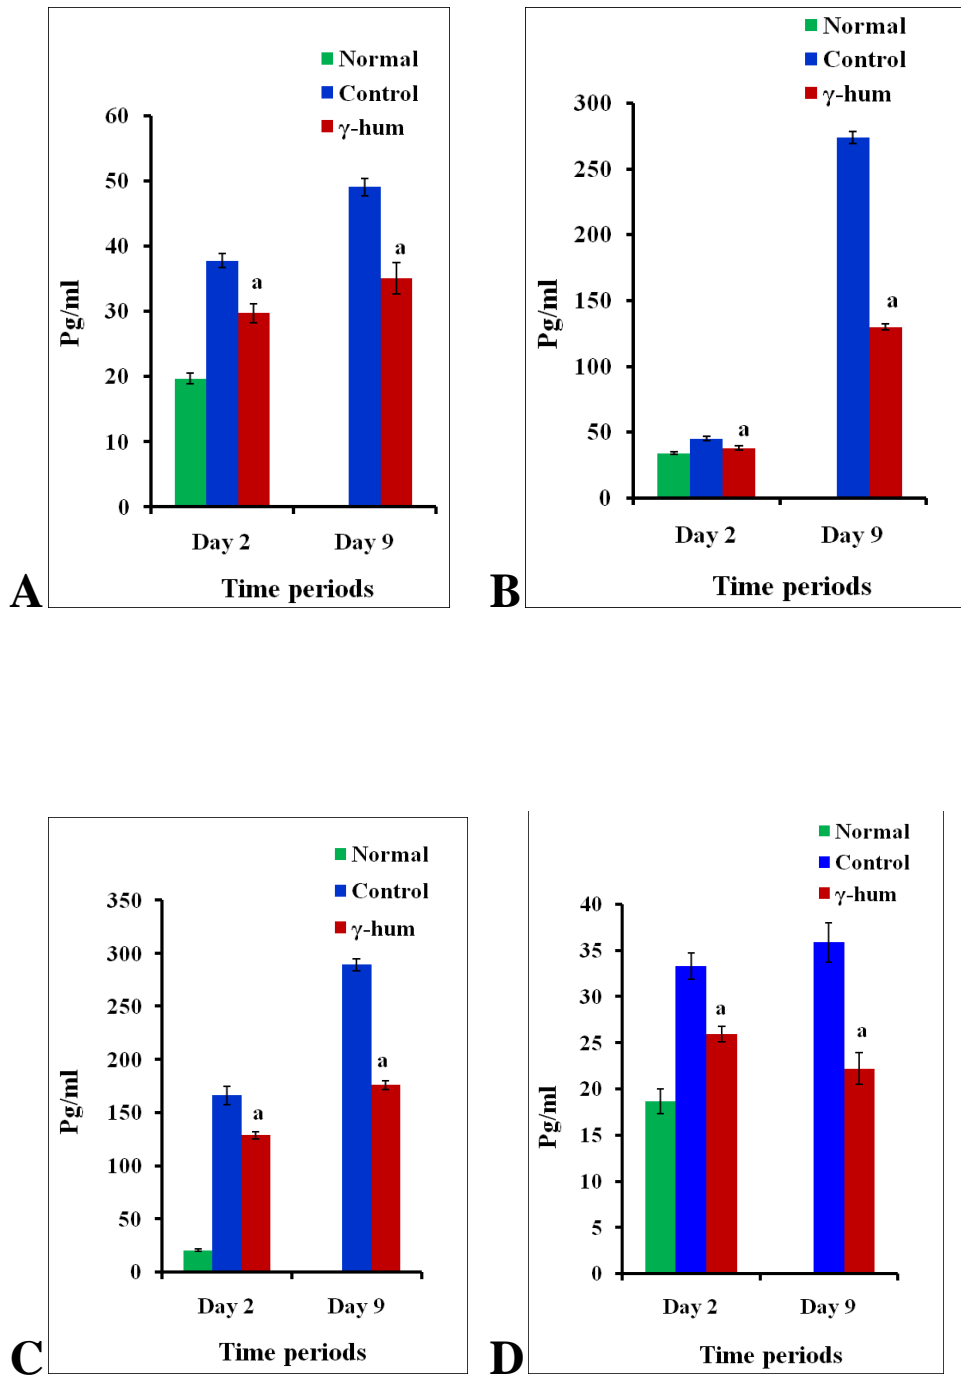 Normal
Control
γ-hum
60
50
40
30
20
10
0
Pg/ml
a
a
Day 2 Day 9
Time periods
A
Normal
Control
γ-hum
300
250
200
150
100
50
0
Pg/ml
a
a
Day 2 Day 9
Time periods
B
Normal
Control
γ-hum
350
300
250
200
150
100
50
0
Pg/ml
a
a
Day 2 Day 9
Time periods
C
Normal
Control
γ-hum
40
35
30
25
20
15
10
5
0
Pg/ml
a
a
Day 2 Day 9
Time periods
D